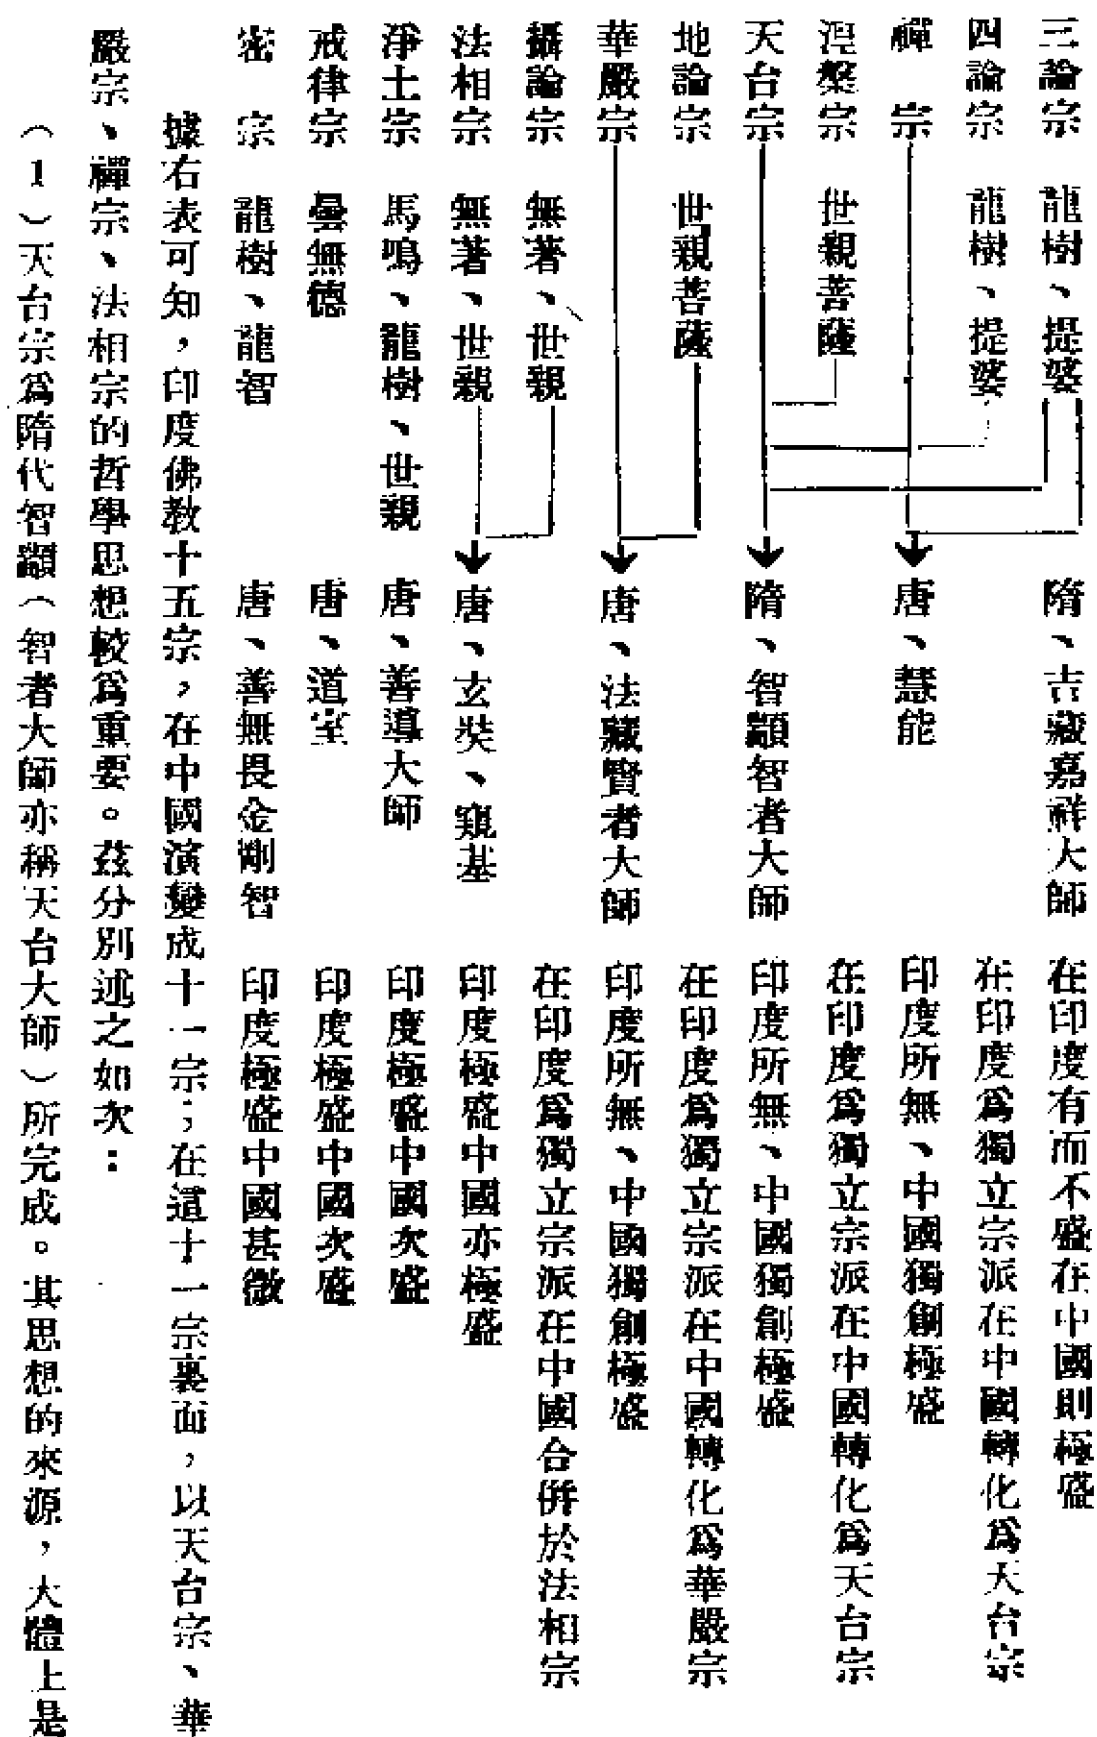 三論宗 龍樹、提婆 隋、吉藏嘉祥大師 在印度有而不盛在中國則極盛
四論宗 龍樹、提婆 在印度爲獨立宗派在中國轉化爲天台宗
禪宗 唐、慧能 印度所無、中國獨創極盛
涅槃宗 世親菩薩 在印度爲獨立宗派在中國轉化爲天台宗
天台宗 隋、智顗智者大師 印度所無、中國獨創極盛
地論宗 世親菩薩 在印度爲獨立宗派在中國轉化爲華嚴宗
華嚴宗 唐、法藏賢者大師 印度所無、中國獨創極盛
攝論宗 無著、世親 在印度爲獨立宗派在中國合併於法相宗
法相宗 無著、世親 唐、玄奘、窺基 印度極盛中國亦極盛
淨土宗 馬鳴、龍樹、世親 唐、善導大師 印度極盛中國次盛
戒律宗 曇無德 唐、道宣 印度極盛中國次盛
密宗 龍樹、龍智 唐、善無畏金剛智 印度極盛中國甚微
據右表可知，印度佛教十五宗，在中國演變成十一宗；在這十一宗裏面，以天台宗、華
嚴宗、禪宗、法相宗的哲學思想較爲重要。茲分別述之如次：
（1）天台宗爲隋代智顗（智者大師亦稱天台大師）所完成。其思想的來源，大體上是